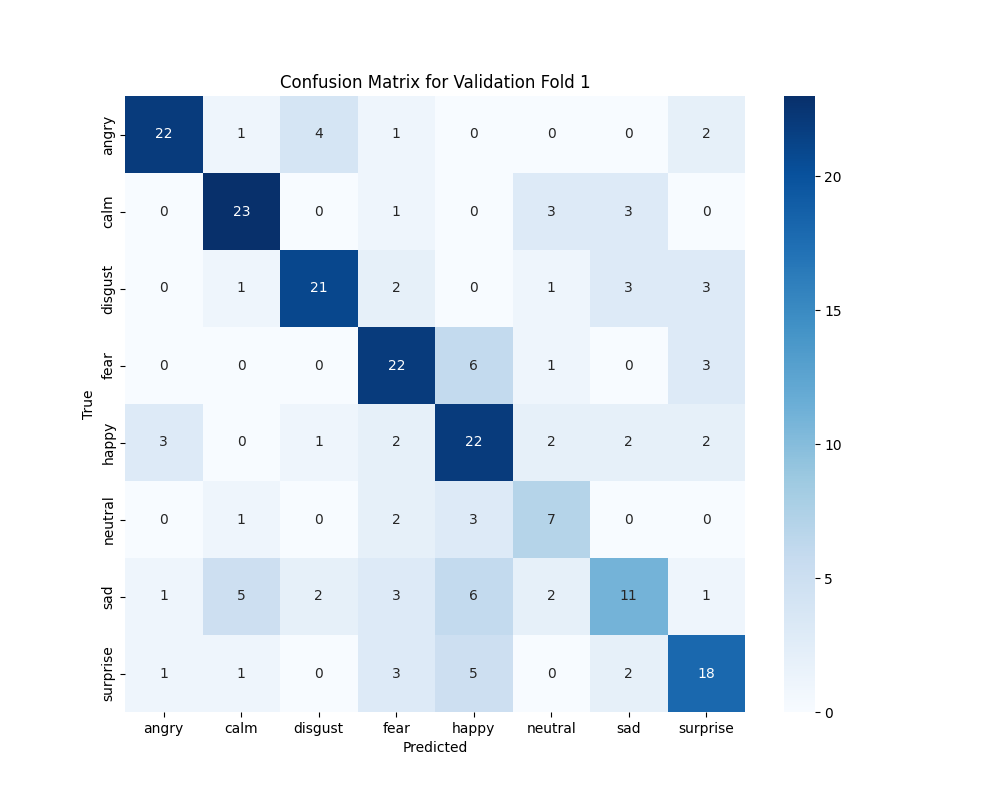 Confusion Matrix for Validation Fold 1
angry 22 1 4 1 0 0 0 2
calm 0 23 0 1 0 3 3 0
disgust 0 1 21 2 0 1 3 3
fear 0 0 0 22 6 1 0 3
happy 3 0 1 2 22 2 2 2
neutral 0 1 0 2 3 7 0 0
sad 1 5 2 3 6 2 11 1
surprise 1 1 0 3 5 0 2 18
True
angry calm disgust fear happy neutral sad surprise
Predicted
20
15
10
5
0